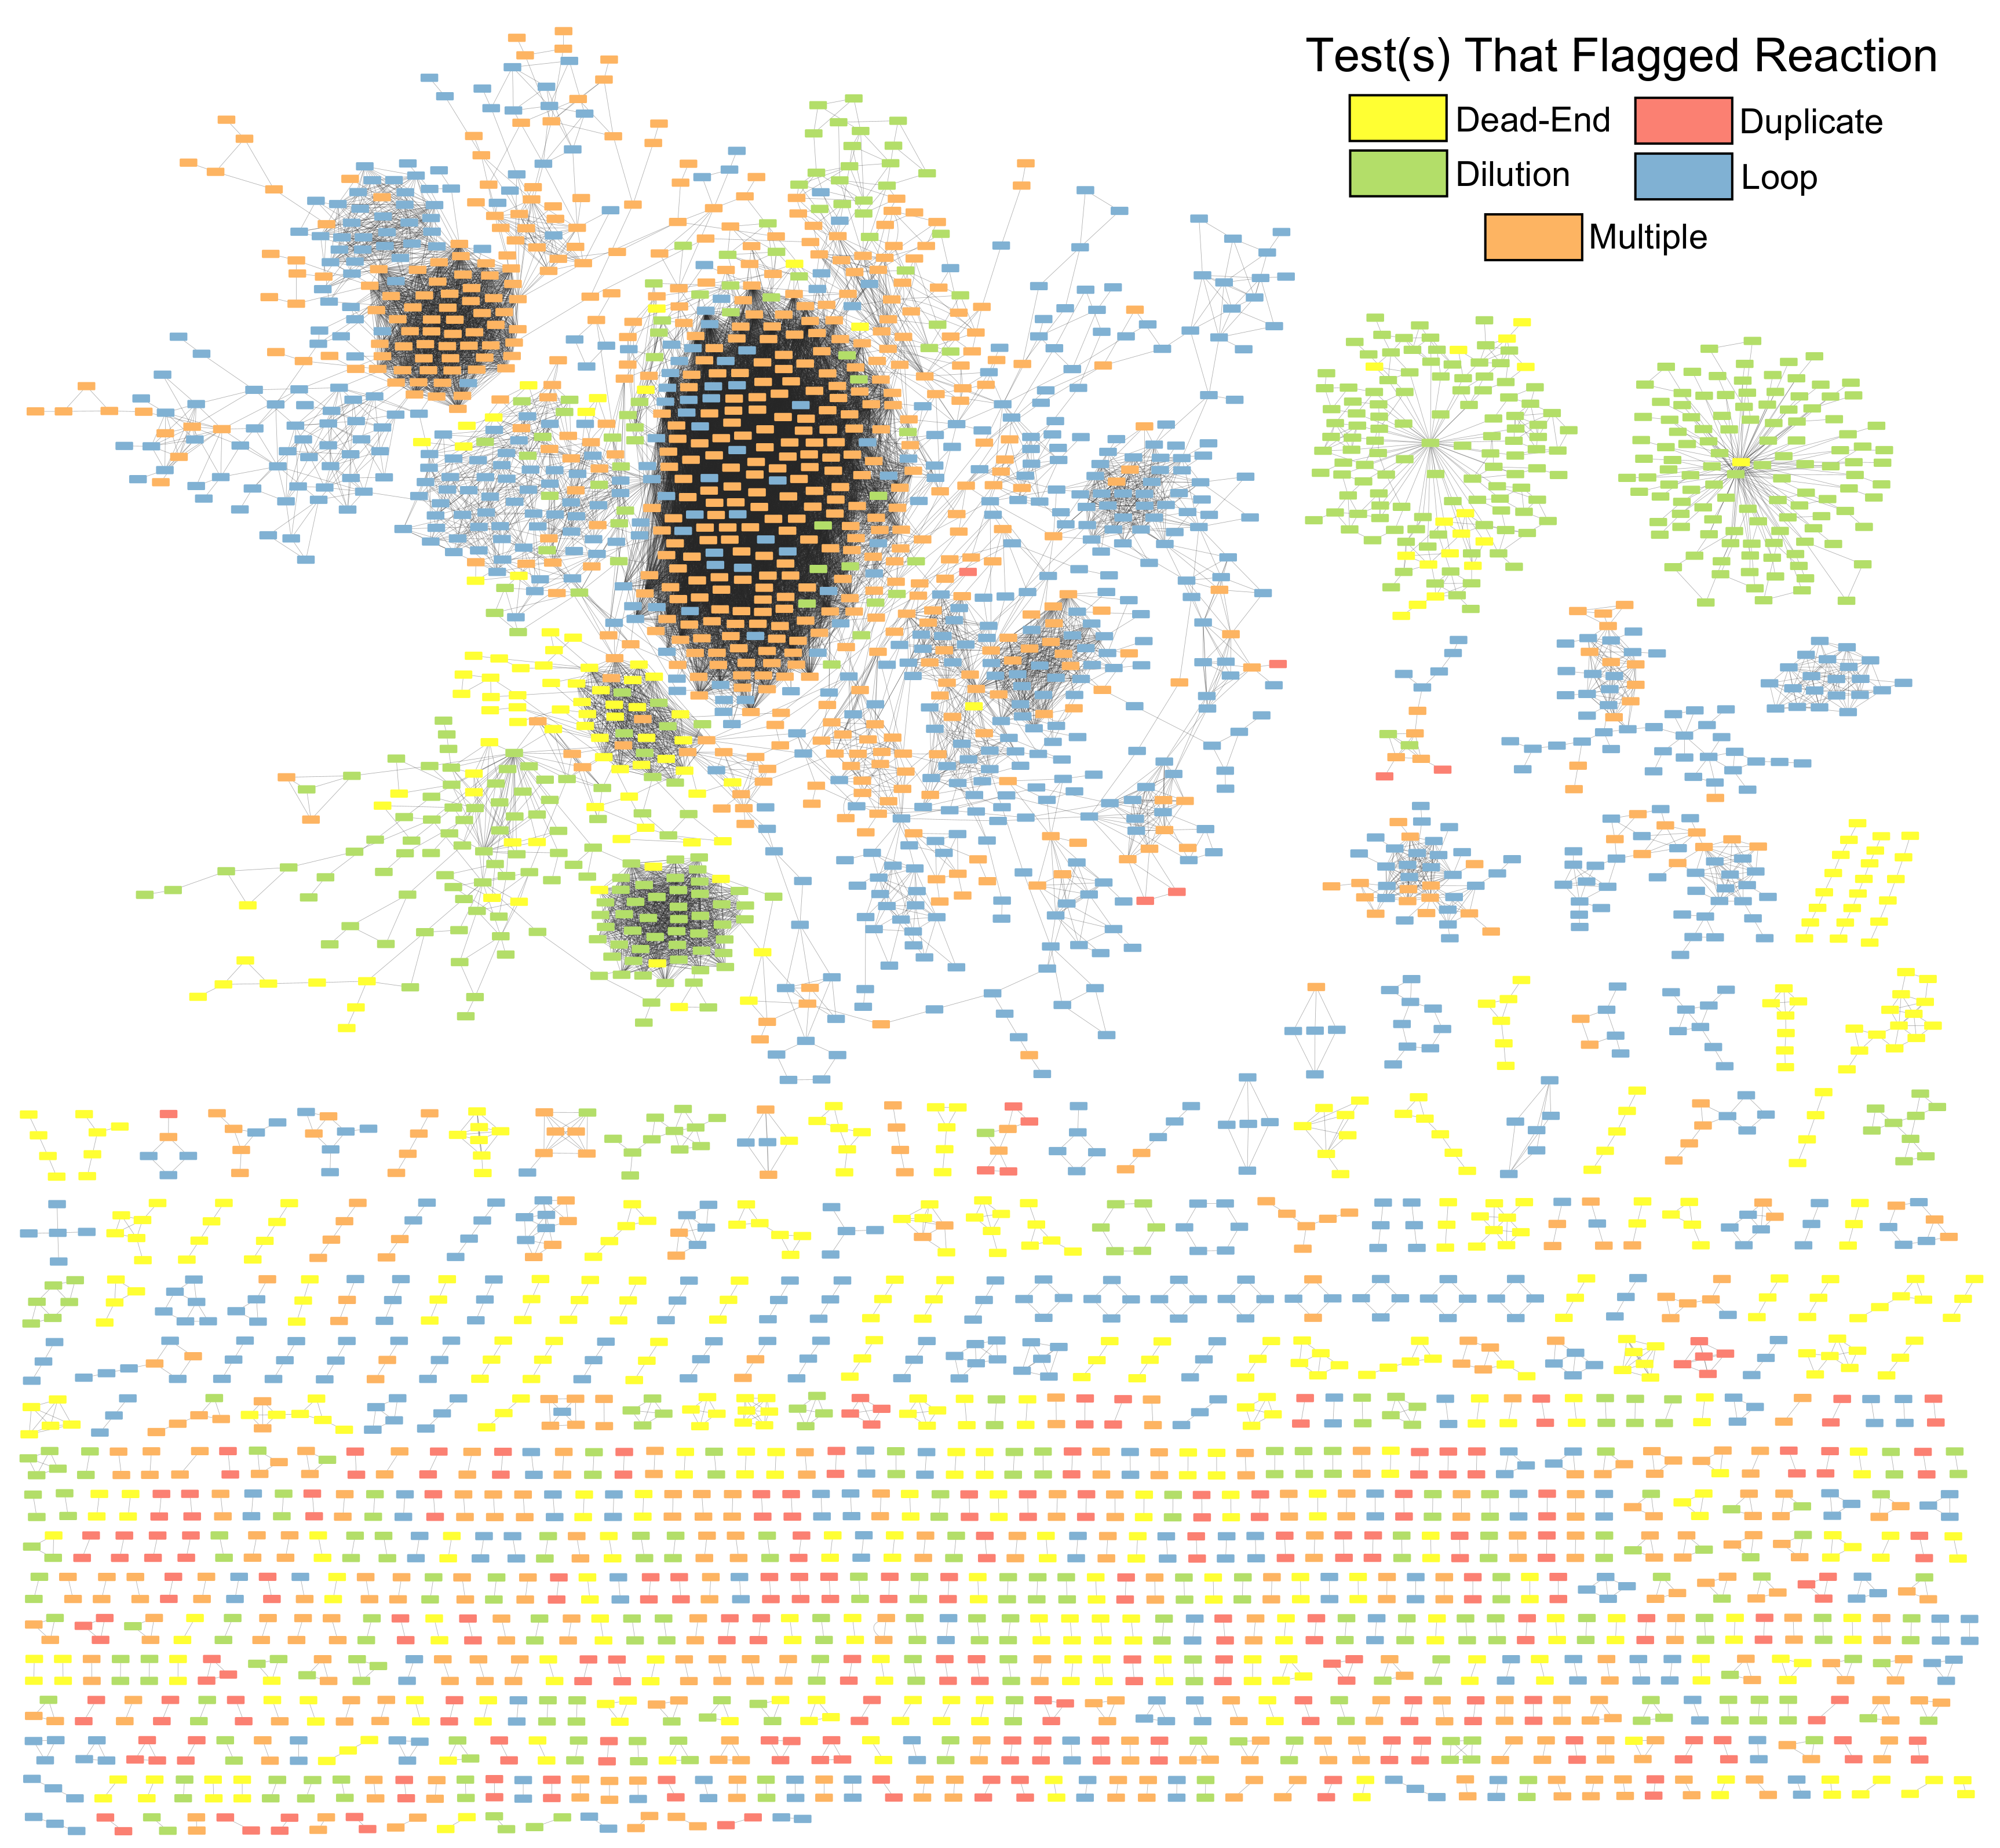 Test(s) That Flagged Reaction
Dead-End
Duplicate
Dilution
Loop
Multiple